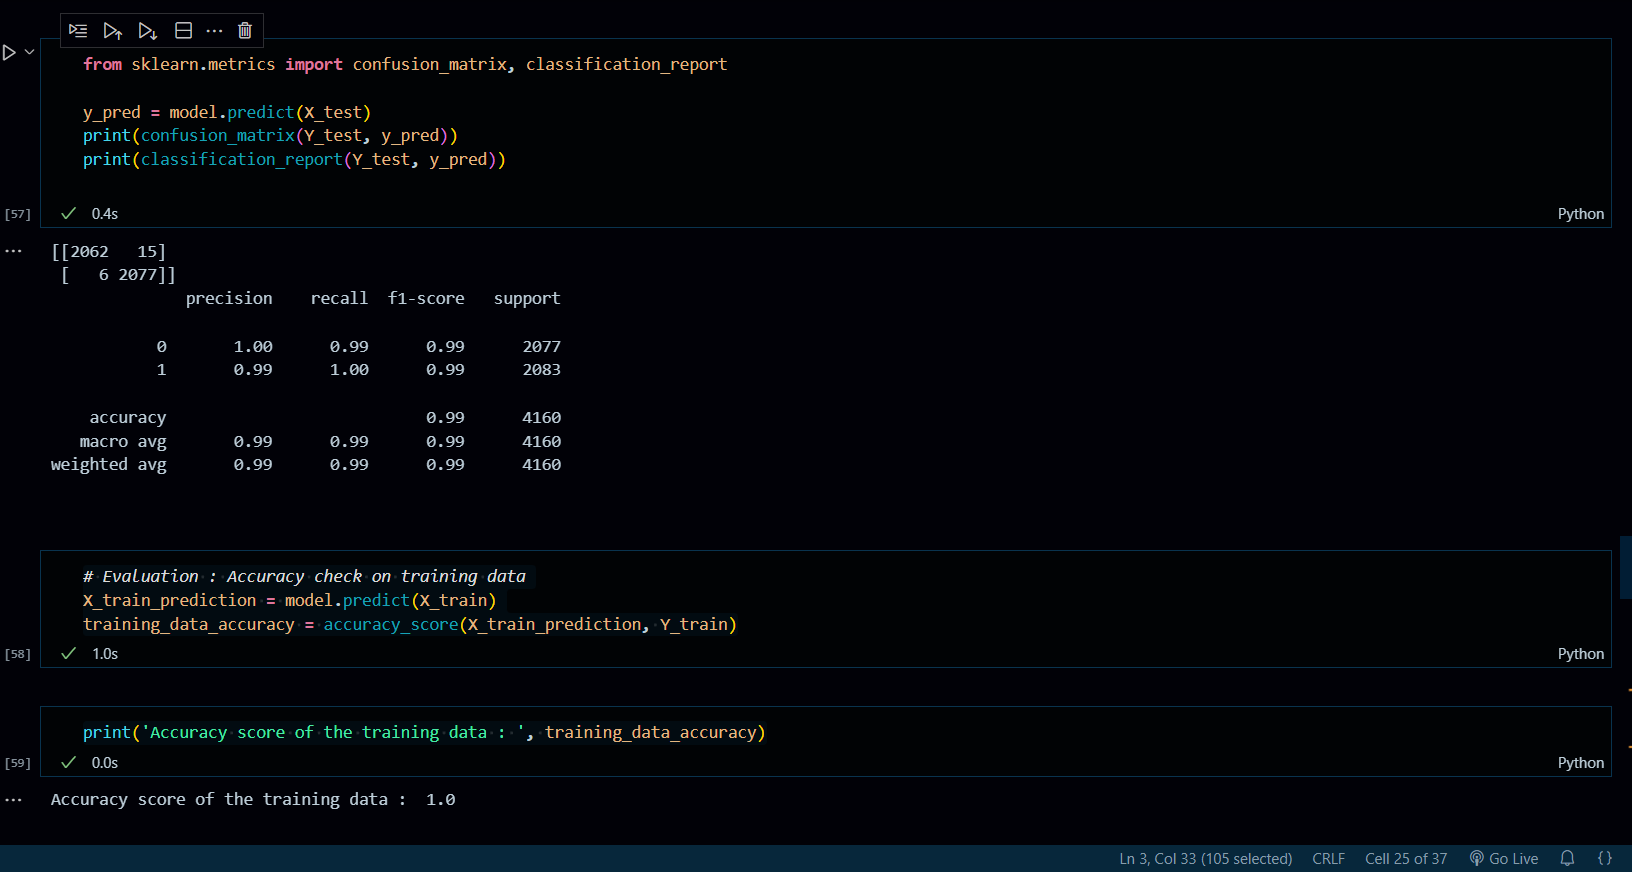 from sklearn.metrics import confusion_matrix, classification_report
y_pred = model.predict(X_test)
print(confusion_matrix(Y_test, y_pred))
print(classification_report(Y_test, y_pred))
[57] 0.4s Python
[[2062   15]
 [   6 2077]]
              precision    recall  f1-score   support
           0       1.00      0.99      0.99      2077
           1       0.99      1.00      0.99      2083
    accuracy                           0.99      4160
   macro avg       0.99      0.99      0.99      4160
weighted avg       0.99      0.99      0.99      4160
# Evaluation : Accuracy check on training data
X_train_prediction = model.predict(X_train)
training_data_accuracy = accuracy_score(X_train_prediction, Y_train)
[58] 1.0s Python
print('Accuracy score of the training data : ', training_data_accuracy)
[59] 0.0s Python
Accuracy score of the training data :  1.0
Ln 3, Col 33 (105 selected) CRLF Cell 25 of 37 Go Live {}